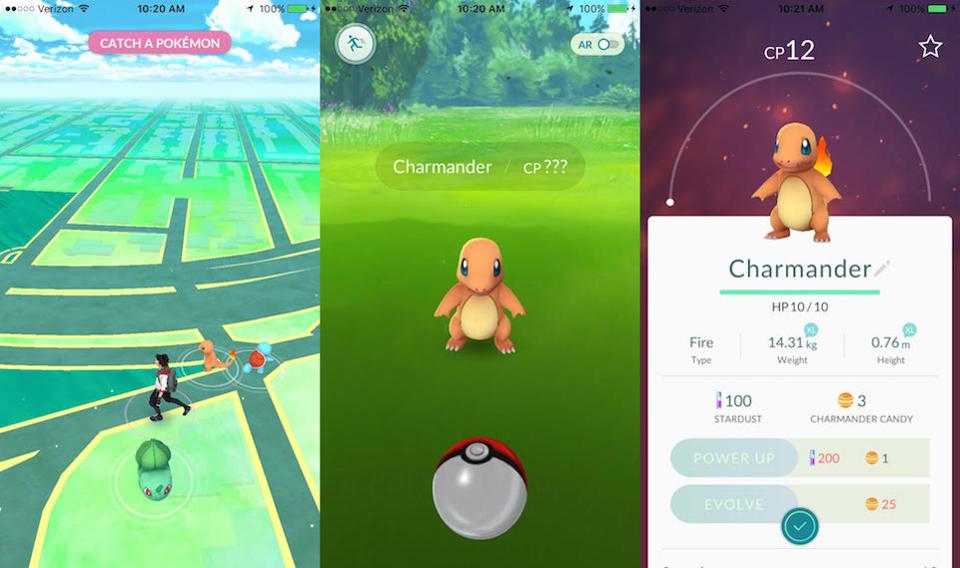 Verizon 10:20 AM 100%
CATCH A POKÉMON
Verizon 10:20 AM 100%
AR
Charmander / CP ???
Verizon 10:21 AM 100%
CP12
Charmander
HP 10 / 10
XL XL
Fire 14.31 kg 0.76 m
Type Weight Height
100 3
STARDUST CHARMANDER CANDY
POWER UP 200 1
EVOLVE 25